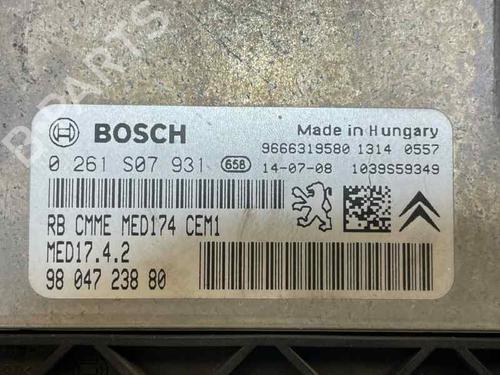 B PARTS
BOSCH
Made in Hungary
0 261 S07 931 658
9666319580 1314 0557
14-07-08 1039S59349
RB CMME MED174 CEM1
MED17.4.2
98 047 238 80